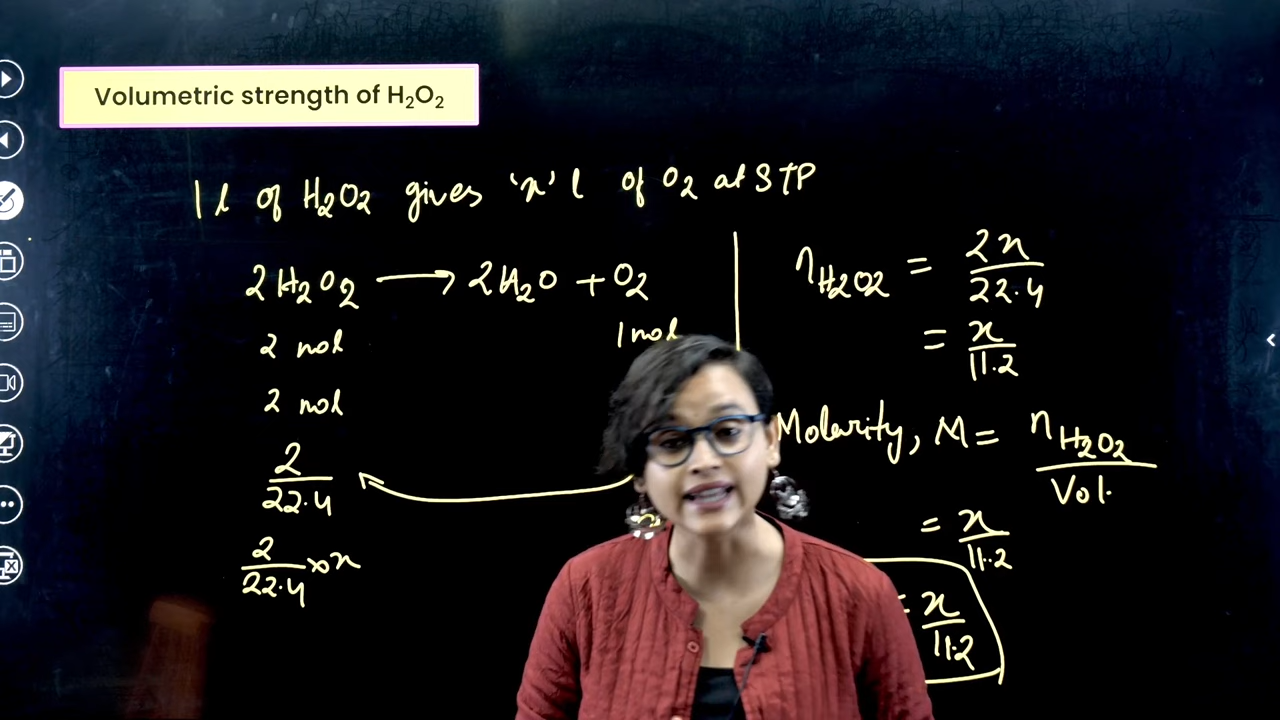 Volumetric strength of H₂O₂
1 l of H₂O₂ gives 'x' l of O₂ at STP
2H₂O₂ ⟶ 2H₂O + O₂
2 mol 1 mol
2 mol
2/22.4
2/22.4 × x
n H₂O₂ = 2x/22.4
= x/11.2
Molarity, M = n H₂O₂/Vol.
= x/11.2
= x/11.2